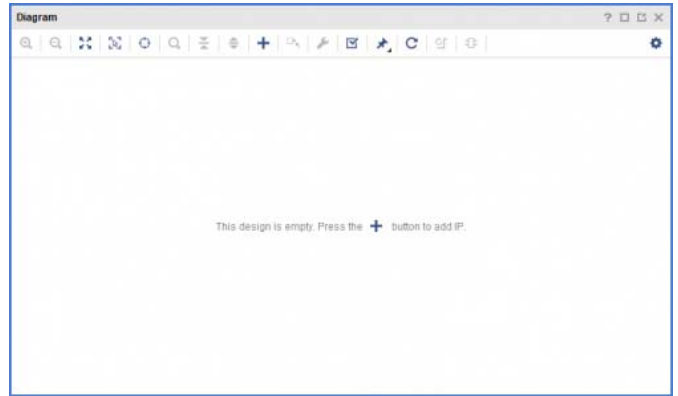 Diagram
This design is empty. Press the + button to add IP.